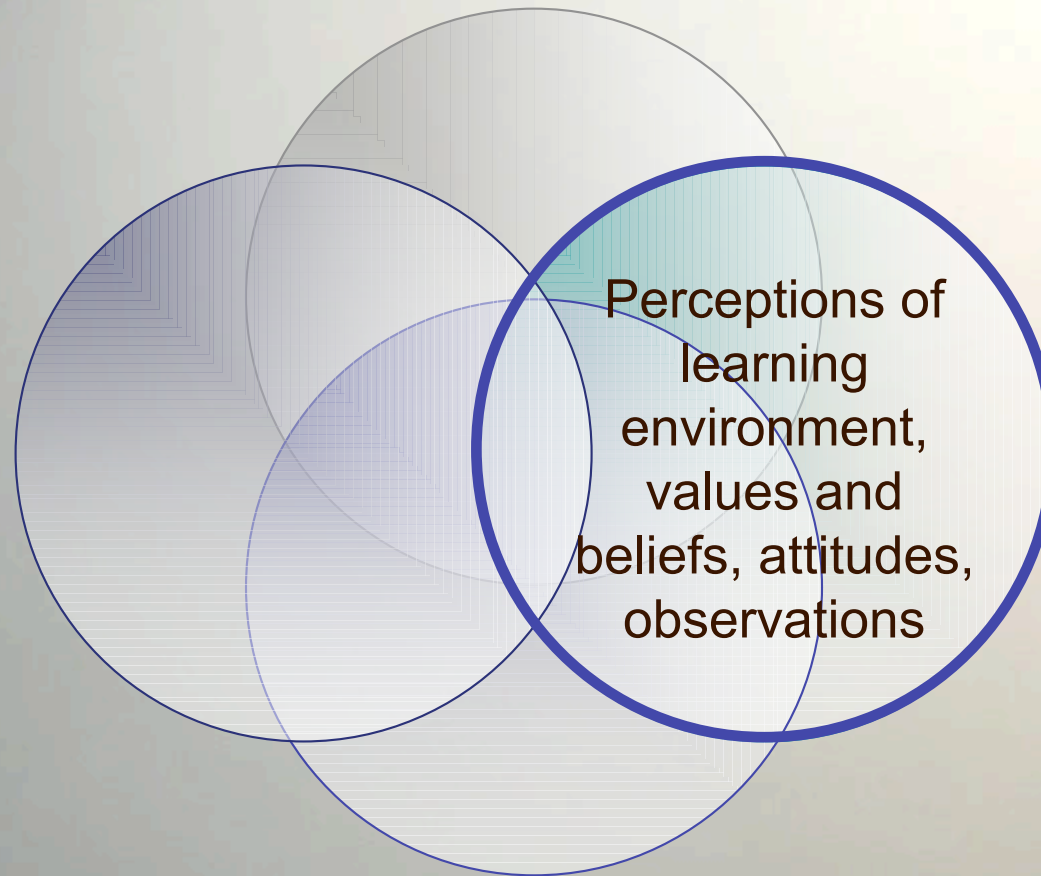 Perceptions of
learning
environment,
values and
beliefs, attitudes,
observations